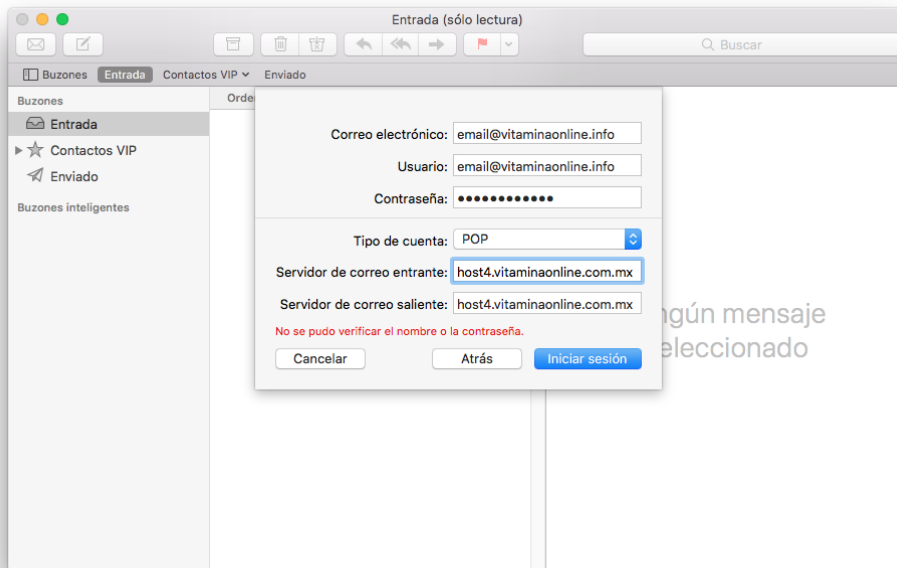 Entrada (sólo lectura)
Buscar
Buzones Entrada Contactos VIP Enviado
Buzones
Entrada
Contactos VIP
Enviado
Buzones inteligentes
Correo electrónico: email@vitaminaonline.info
Usuario: email@vitaminaonline.info
Contraseña: ••••••••••••
Tipo de cuenta: POP
Servidor de correo entrante: host4.vitaminaonline.com.mx
Servidor de correo saliente: host4.vitaminaonline.com.mx
No se pudo verificar el nombre o la contraseña.
Cancelar Atrás Iniciar sesión
mensaje